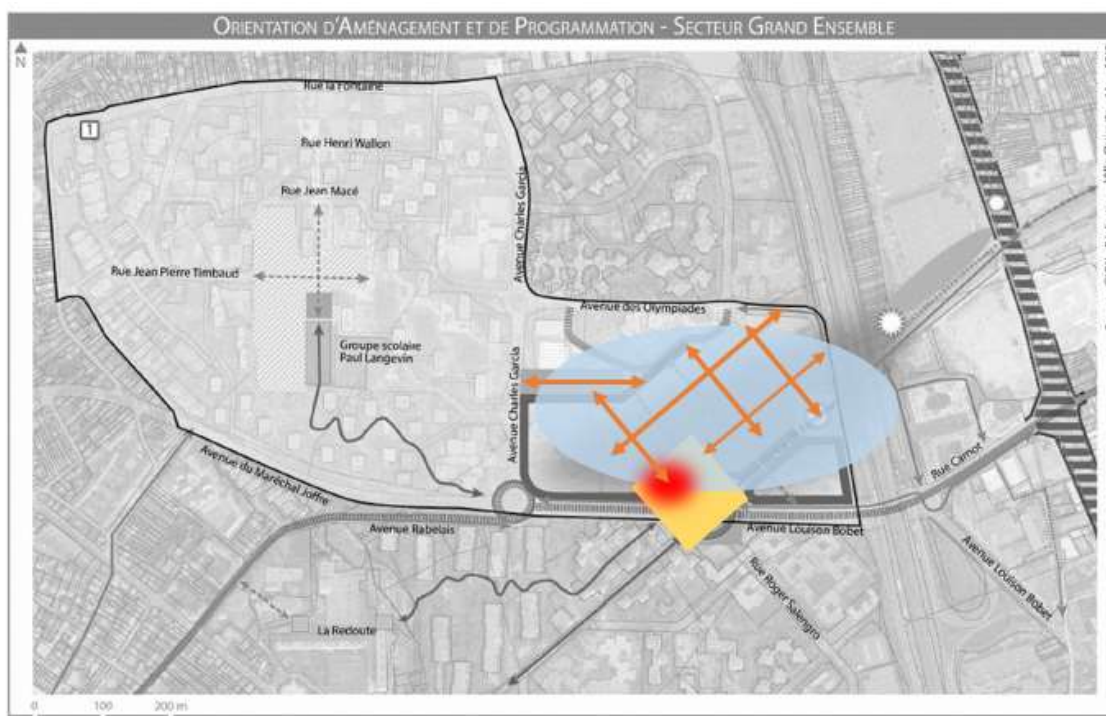 ORIENTATION D'AMÉNAGEMENT ET DE PROGRAMMATION - SECTEUR GRAND ENSEMBLE
N
Rue la Fontaine
1
Rue Henri Wallon
Rue Jean Macé
Avenue Charles Garcia
Rue Jean Pierre Timbaud
Avenue des Olympiades
Groupe scolaire
Paul Langevin
Avenue Charles Garcia
Avenue du Maréchal Joffre
Rue Carnot
Avenue Rabelais
Avenue Louison Bobet
Rue Roger Salengro
Avenue Louison Bobet
La Redoute
0 100 200 m